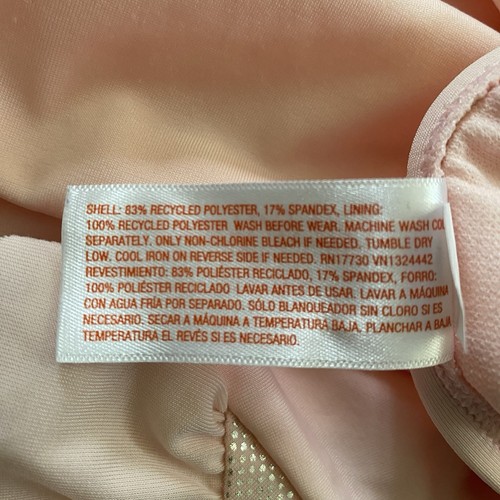 SHELL: 83% RECYCLED POLYESTER, 17% SPANDEX, LINING:
100% RECYCLED POLYESTER WASH BEFORE WEAR. MACHINE WASH COL
SEPARATELY. ONLY NON-CHLORINE BLEACH IF NEEDED, TUMBLE DRY
LOW, COOL IRON ON REVERSE SIDE IF NEEDED. RN17730 VN1324442
REVESTIMIENTO: 83% POLIÉSTER RECICLADO, 17% SPANDEX, FORRO:
100% POLIÉSTER RECICLADO LAVAR ANTES DE USAR. LAVAR A MÁQUINA
CON AGUA FRÍA POR SEPARADO. SÓLO BLANQUEADOR SIN CLORO SI ES
NECESARIO. SECAR A MÁQUINA A TEMPERATURA BAJA. PLANCHAR A BAJA
TEMPERATURA EL REVÉS SI ES NECESARIO.